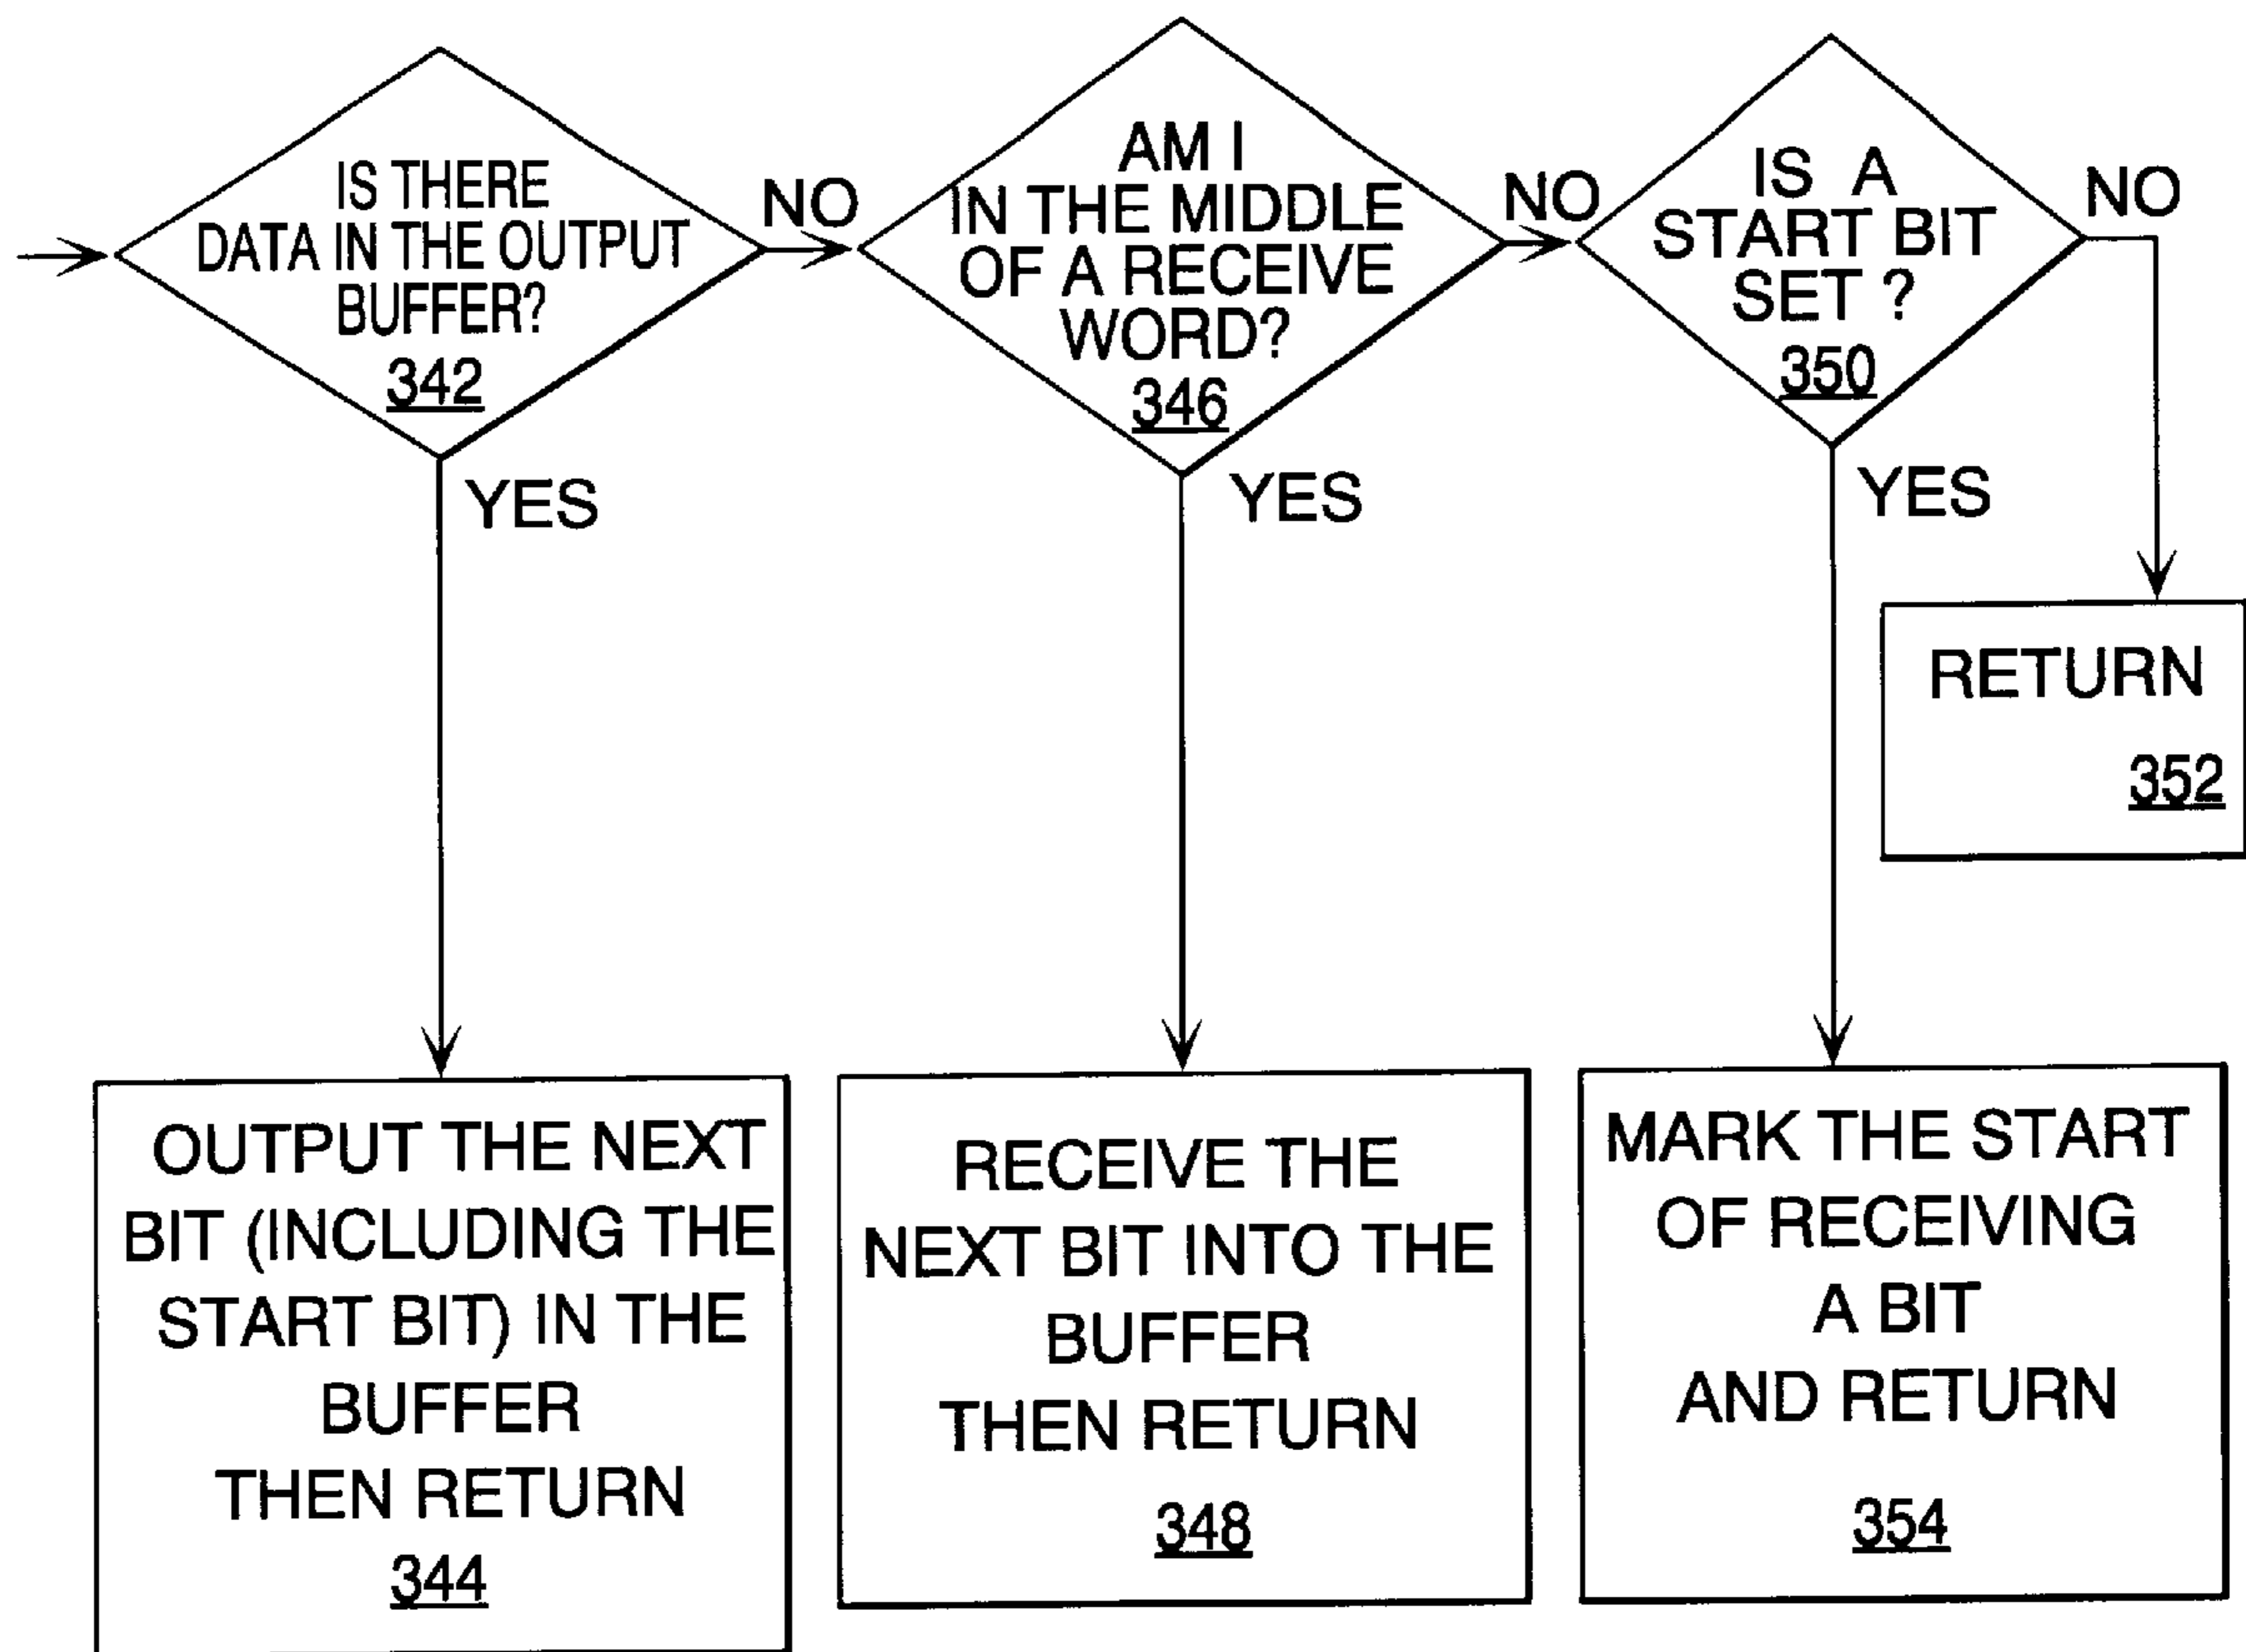 IS THERE
DATA IN THE OUTPUT
BUFFER?
342
NO
YES
AM I
IN THE MIDDLE
OF A RECEIVE
WORD?
346
NO
YES
IS A
START BIT
SET ?
350
NO
YES
RETURN
352
OUTPUT THE NEXT
BIT (INCLUDING THE
START BIT) IN THE
BUFFER
THEN RETURN
344
RECEIVE THE
NEXT BIT INTO THE
BUFFER
THEN RETURN
348
MARK THE START
OF RECEIVING
A BIT
AND RETURN
354